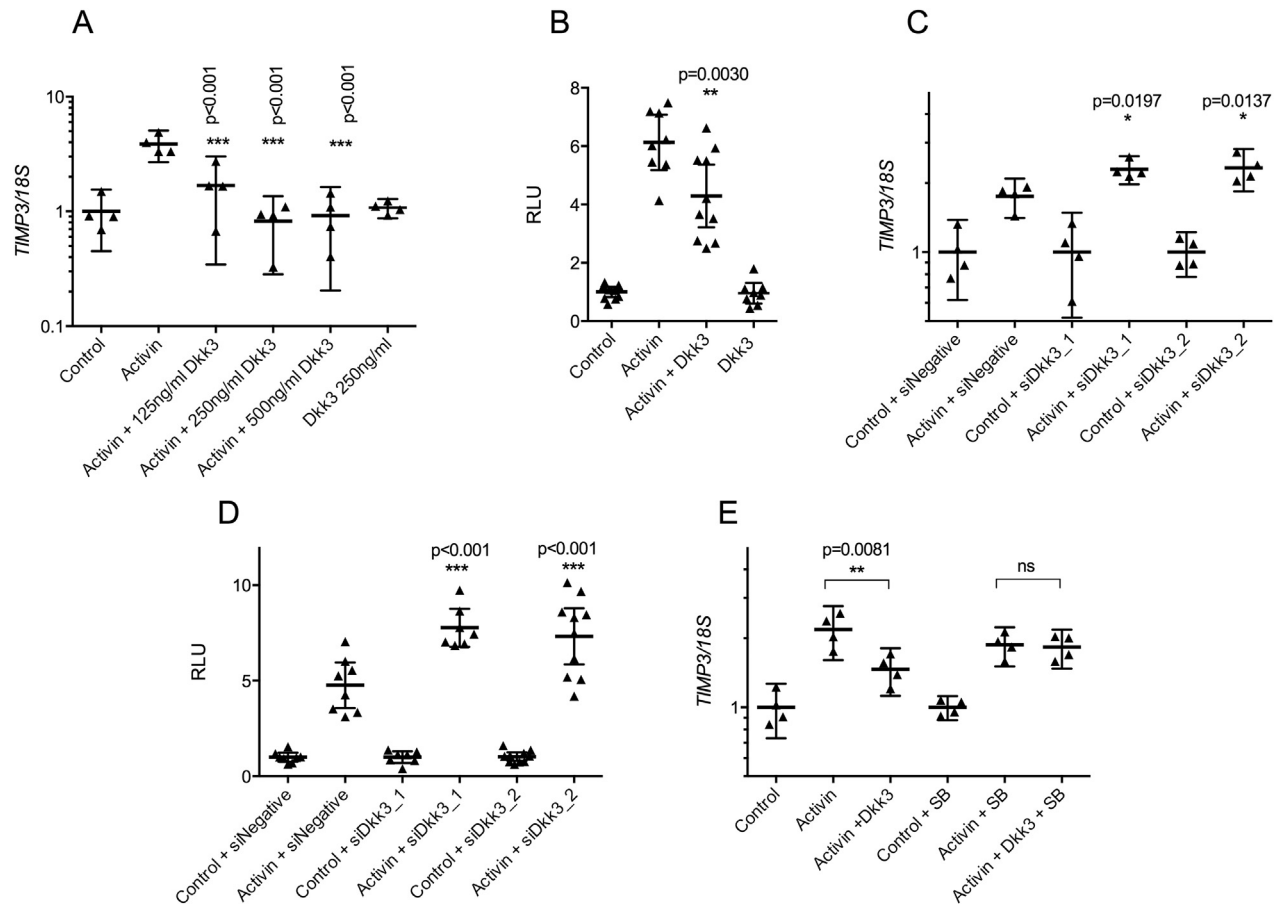 A
p<0.001
p<0.001
p<0.001
***
***
***
10
1
0.1
TIMP3/18S
Control
Activin
Activin + 125ng/ml Dkk3
Activin + 250ng/ml Dkk3
Activin + 500ng/ml Dkk3
Dkk3 250ng/ml
B
p=0.0030
**
8
6
4
2
0
RLU
Control
Activin
Activin + Dkk3
Dkk3
C
p=0.0197
*
p=0.0137
*
1
TIMP3/18S
Control + siNegative
Activin + siNegative
Control + siDkk3_1
Activin + siDkk3_1
Control + siDkk3_2
Activin + siDkk3_2
D
p<0.001
***
p<0.001
***
10
5
0
RLU
Control + siNegative
Activin + siNegative
Control + siDkk3_1
Activin + siDkk3_1
Control + siDkk3_2
Activin + siDkk3_2
E
p=0.0081
**
ns
1
TIMP3/18S
Control
Activin
Activin +Dkk3
Control + SB
Activin + SB
Activin + Dkk3 + SB